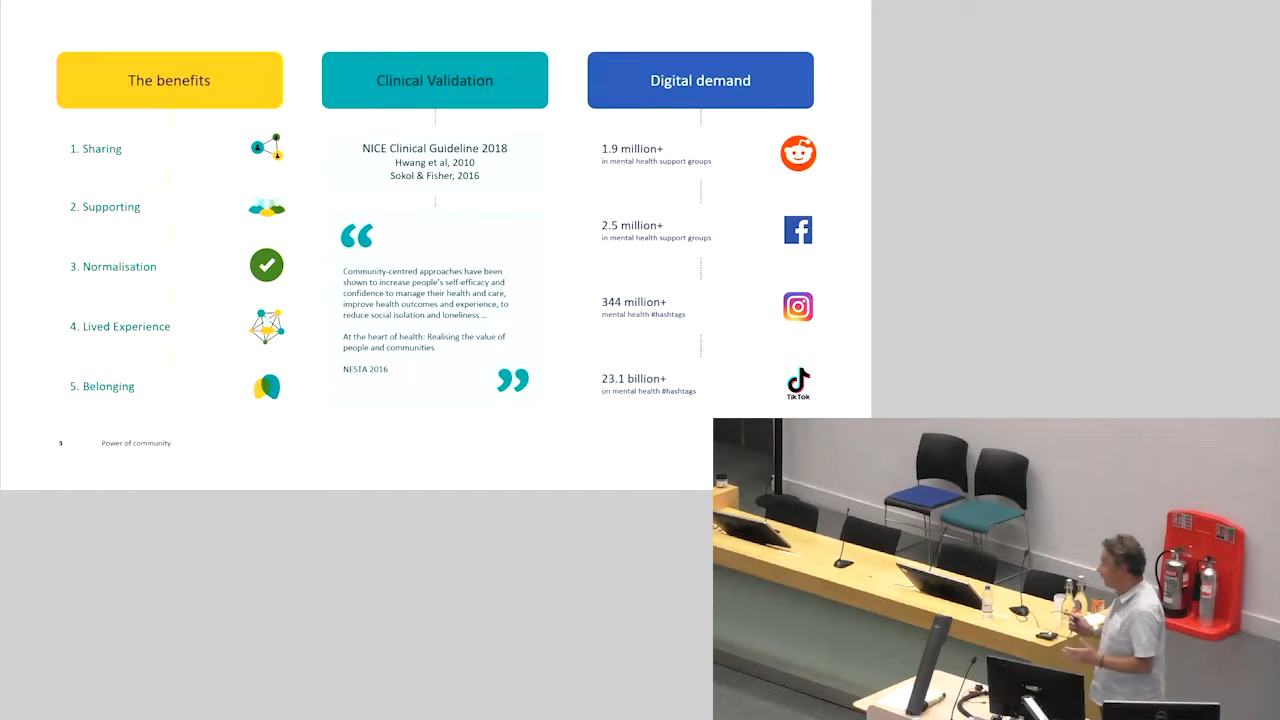 The benefits
1. Sharing
2. Supporting
3. Normalisation
4. Lived Experience
5. Belonging
Clinical Validation
NICE Clinical Guideline 2018
Hwang et al, 2010
Sokol & Fisher, 2016
“
Community-centred approaches have been
shown to increase people's self-efficacy and
confidence to manage their health and care,
improve health outcomes and experience, to
reduce social isolation and loneliness ...
At the heart of health: Realising the value of
people and communities
NESTA 2016
”
Digital demand
1.9 million+
in mental health support groups
2.5 million+
in mental health support groups
344 million+
mental health #hashtags
23.1 billion+
on mental health #hashtags
TikTok
3 Power of community